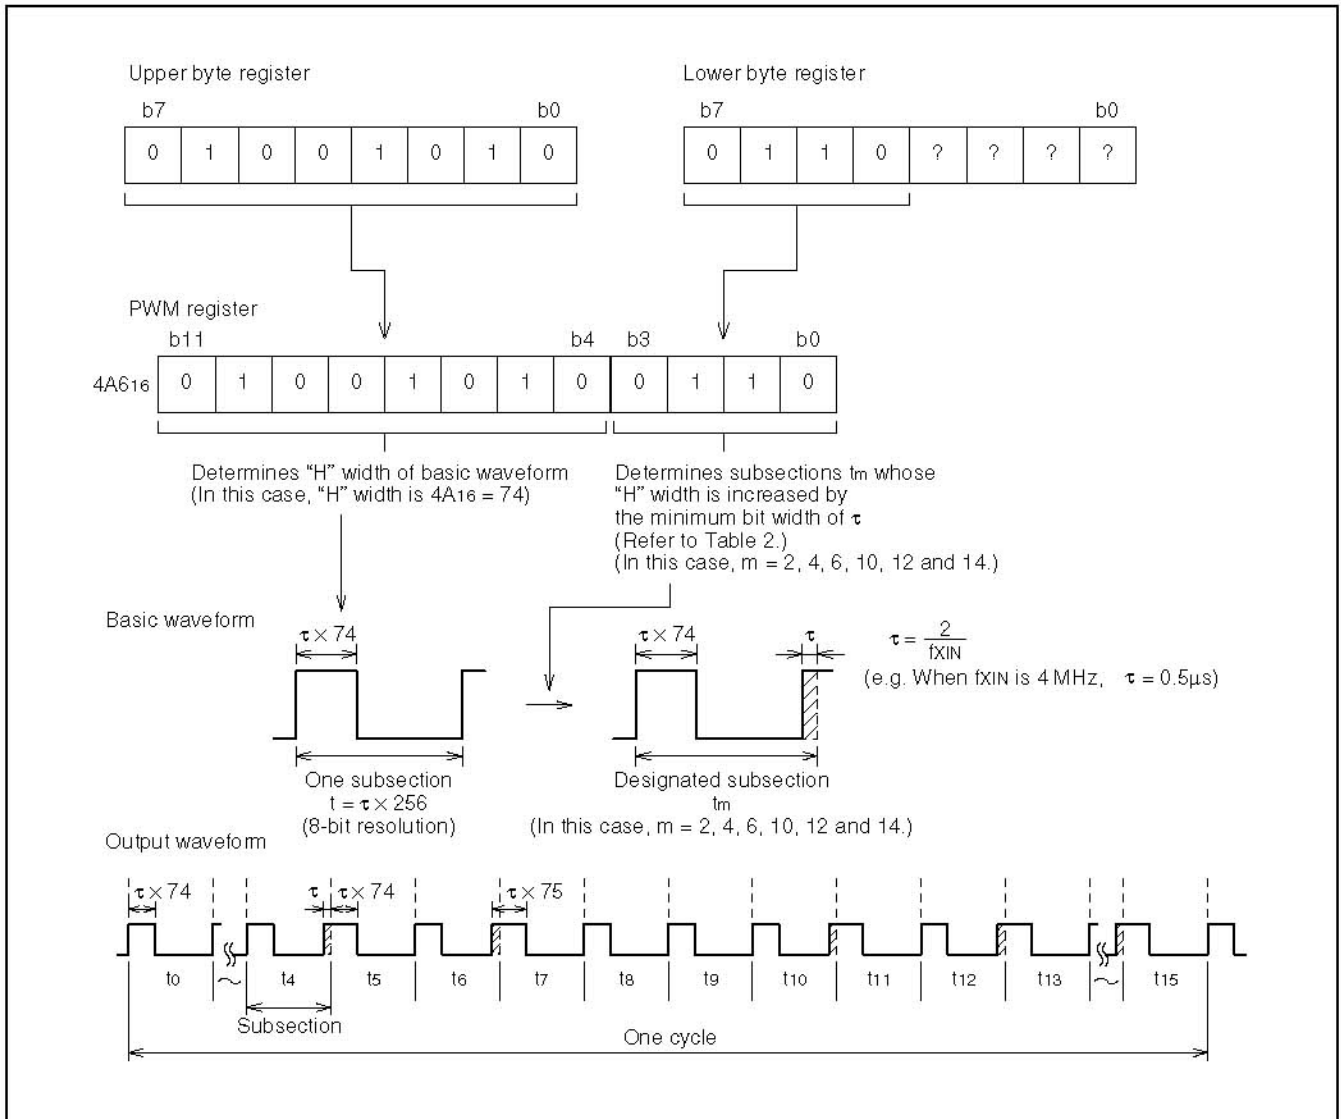 Upper byte register Lower byte register
b7 b0 b7 b0
0 1 0 0 1 0 1 0 0 1 1 0 ? ? ? ?
PWM register
b11 b4 b3 b0
4A616 0 1 0 0 1 0 1 0 0 1 1 0
Determines “H” width of basic waveform
(In this case, “H” width is 4A16 = 74)
Determines subsections tm whose
“H” width is increased by
the minimum bit width of τ
(Refer to Table 2.)
(In this case, m = 2, 4, 6, 10, 12 and 14.)
Basic waveform
τ × 74 τ × 74 τ
τ = 2
fXIN
(e.g. When fXIN is 4 MHz, τ = 0.5μs)
One subsection
t = τ × 256
(8-bit resolution)
Designated subsection
tm
(In this case, m = 2, 4, 6, 10, 12 and 14.)
Output waveform
τ × 74 τ τ × 74 τ × 75
t0 t4 t5 t6 t7 t8 t9 t10 t11 t12 t13 t15
Subsection
One cycle